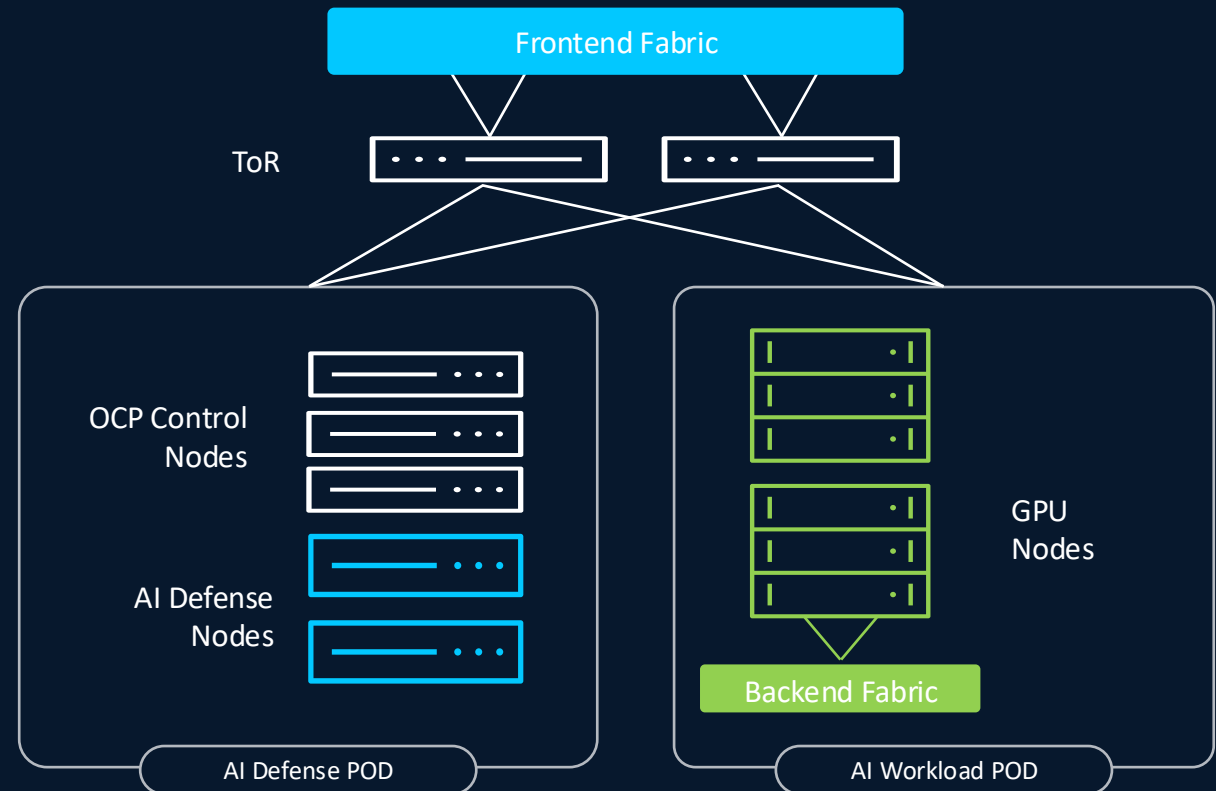 Frontend Fabric
ToR
OCP Control
Nodes
AI Defense
Nodes
GPU
Nodes
Backend Fabric
AI Defense POD
AI Workload POD